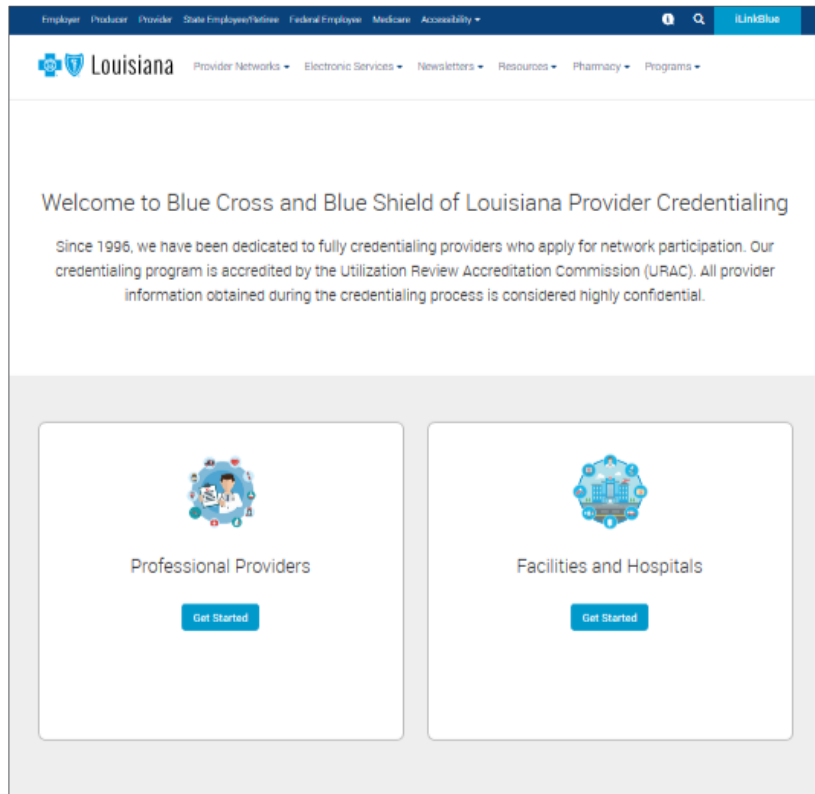 Employer Producer Provider State Employee/Retiree Federal Employee Medicare Accessibility iLinkBlue
Louisiana Provider Networks Electronic Services Newsletters Resources Pharmacy Programs
Welcome to Blue Cross and Blue Shield of Louisiana Provider Credentialing
Since 1996, we have been dedicated to fully credentialing providers who apply for network participation. Our
credentialing program is accredited by the Utilization Review Accreditation Commission (URAC). All provider
information obtained during the credentialing process is considered highly confidential.
Professional Providers Facilities and Hospitals
Get Started Get Started